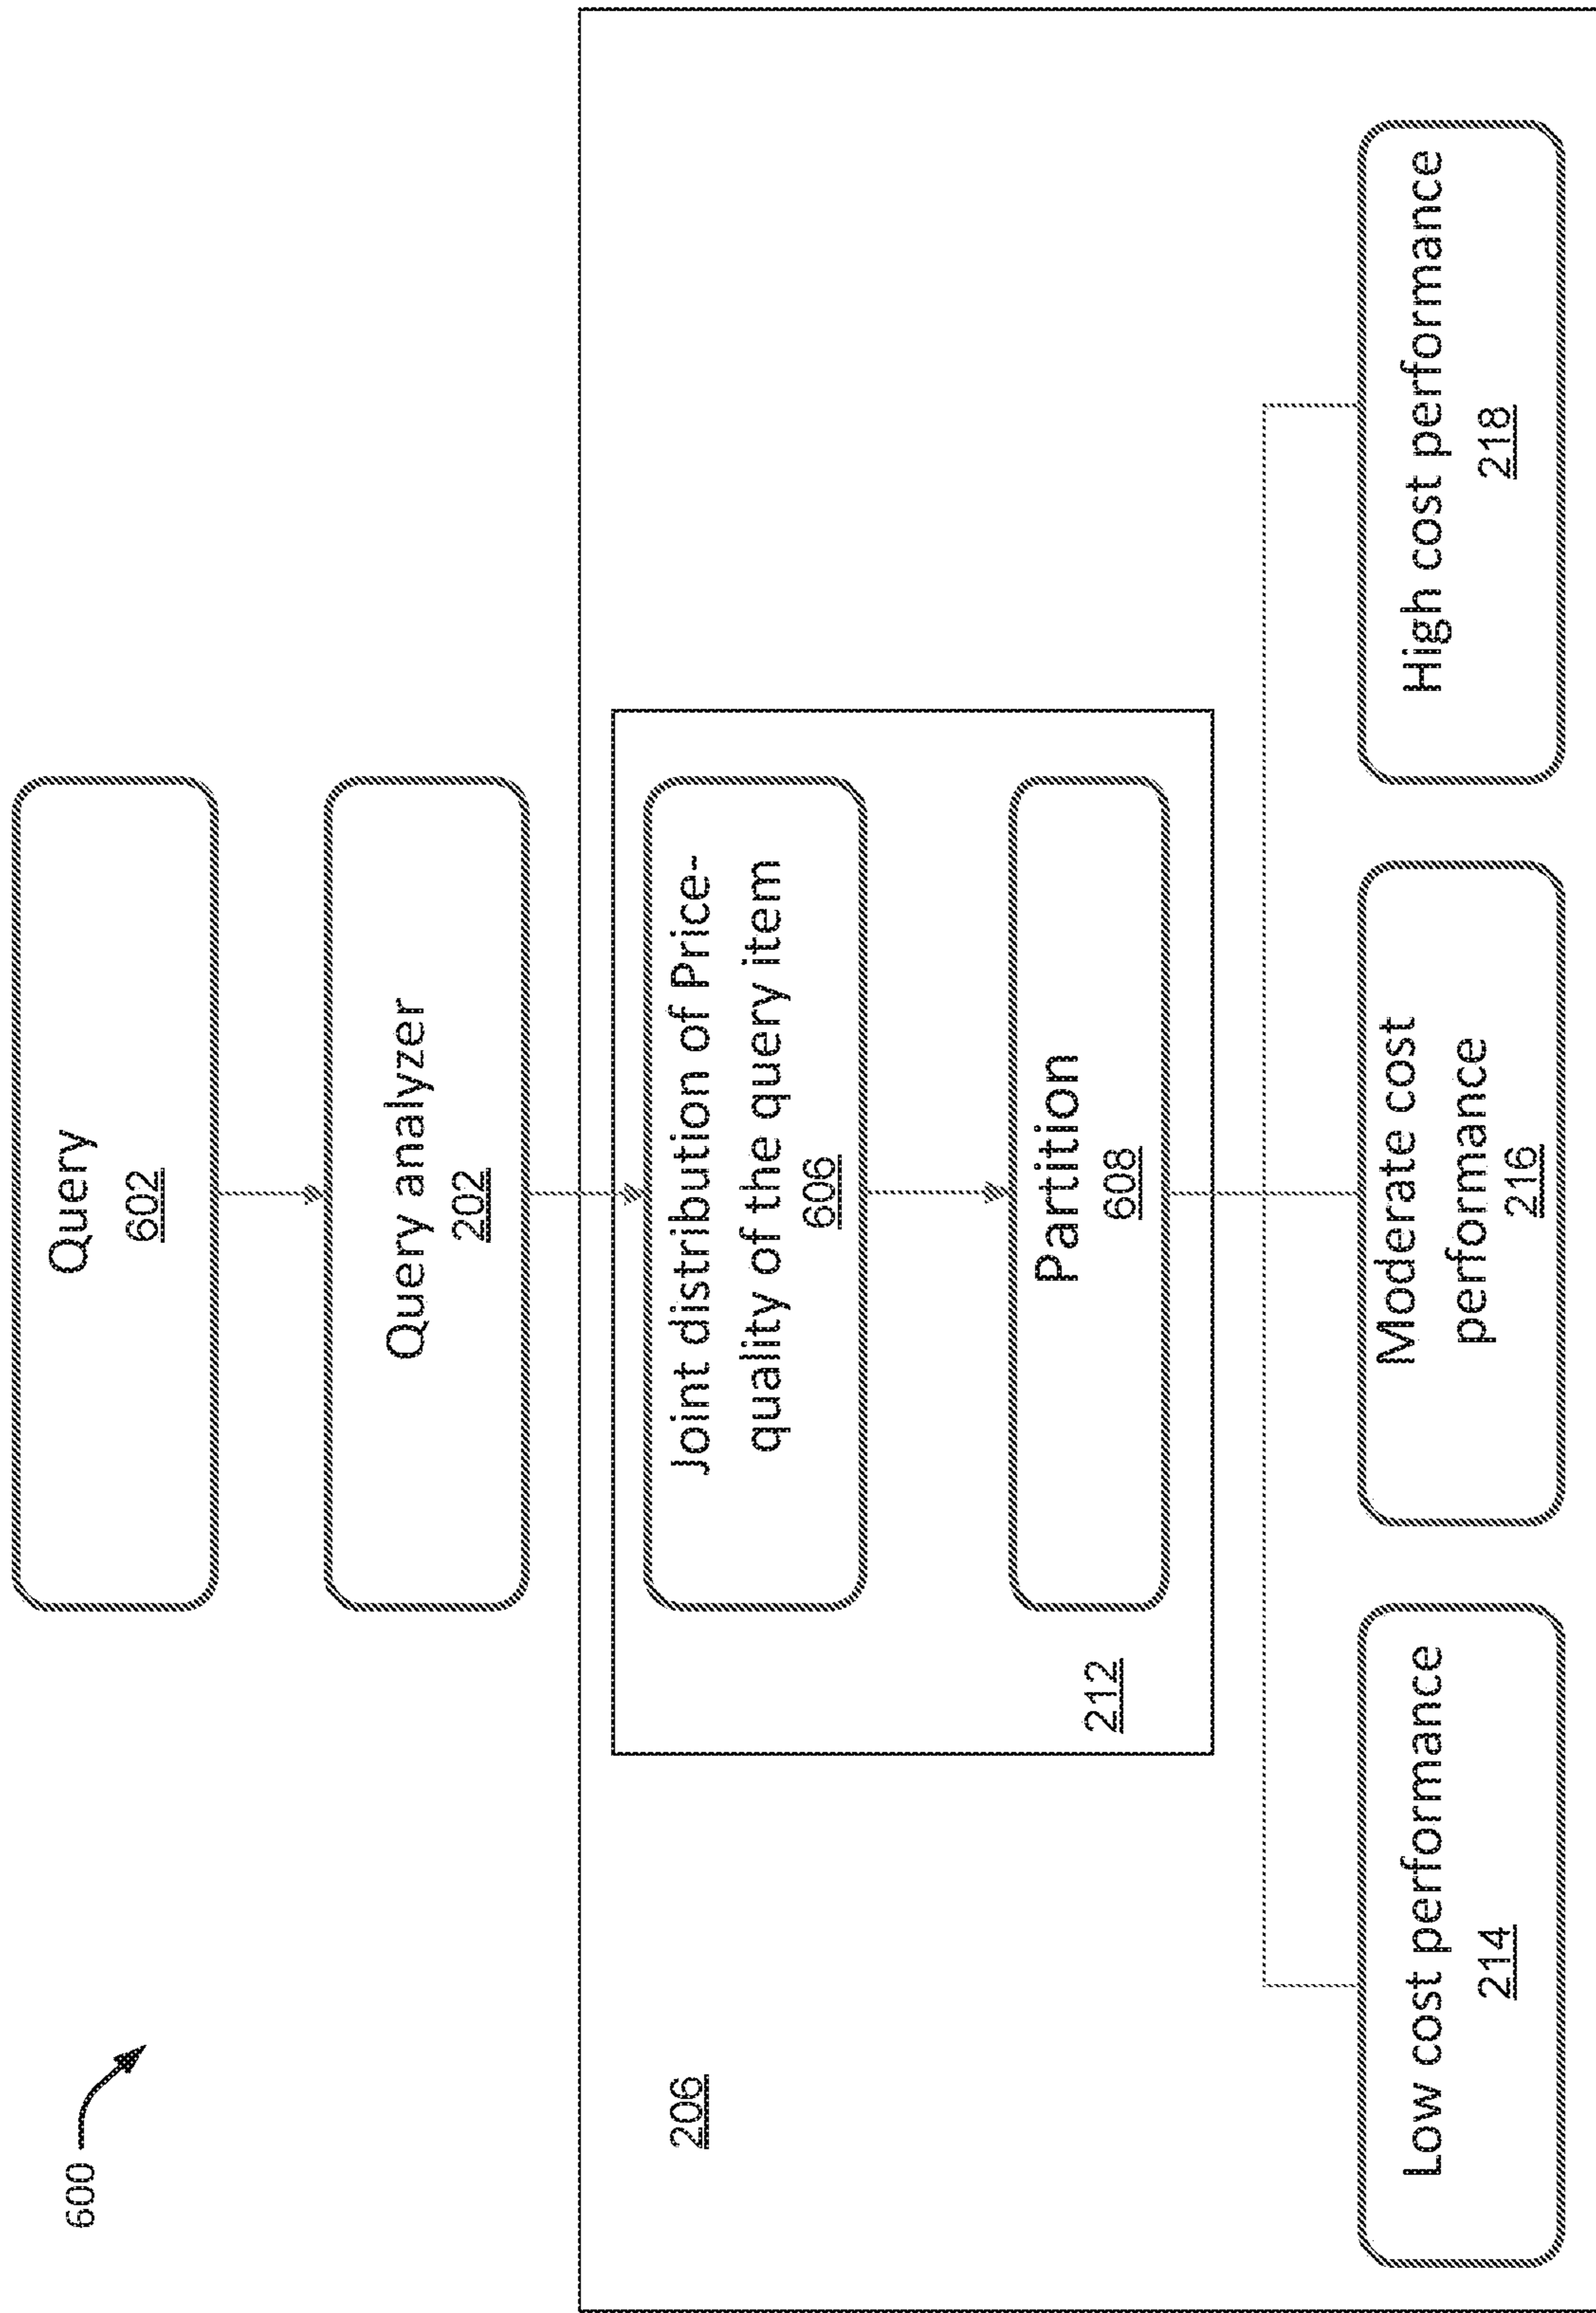 600
Query
602
Query analyzer
202
206
Joint distribution of Price-
quality of the query item
606
Partition
608
212
Low cost performance
214
Moderate cost
performance
216
High cost performance
218